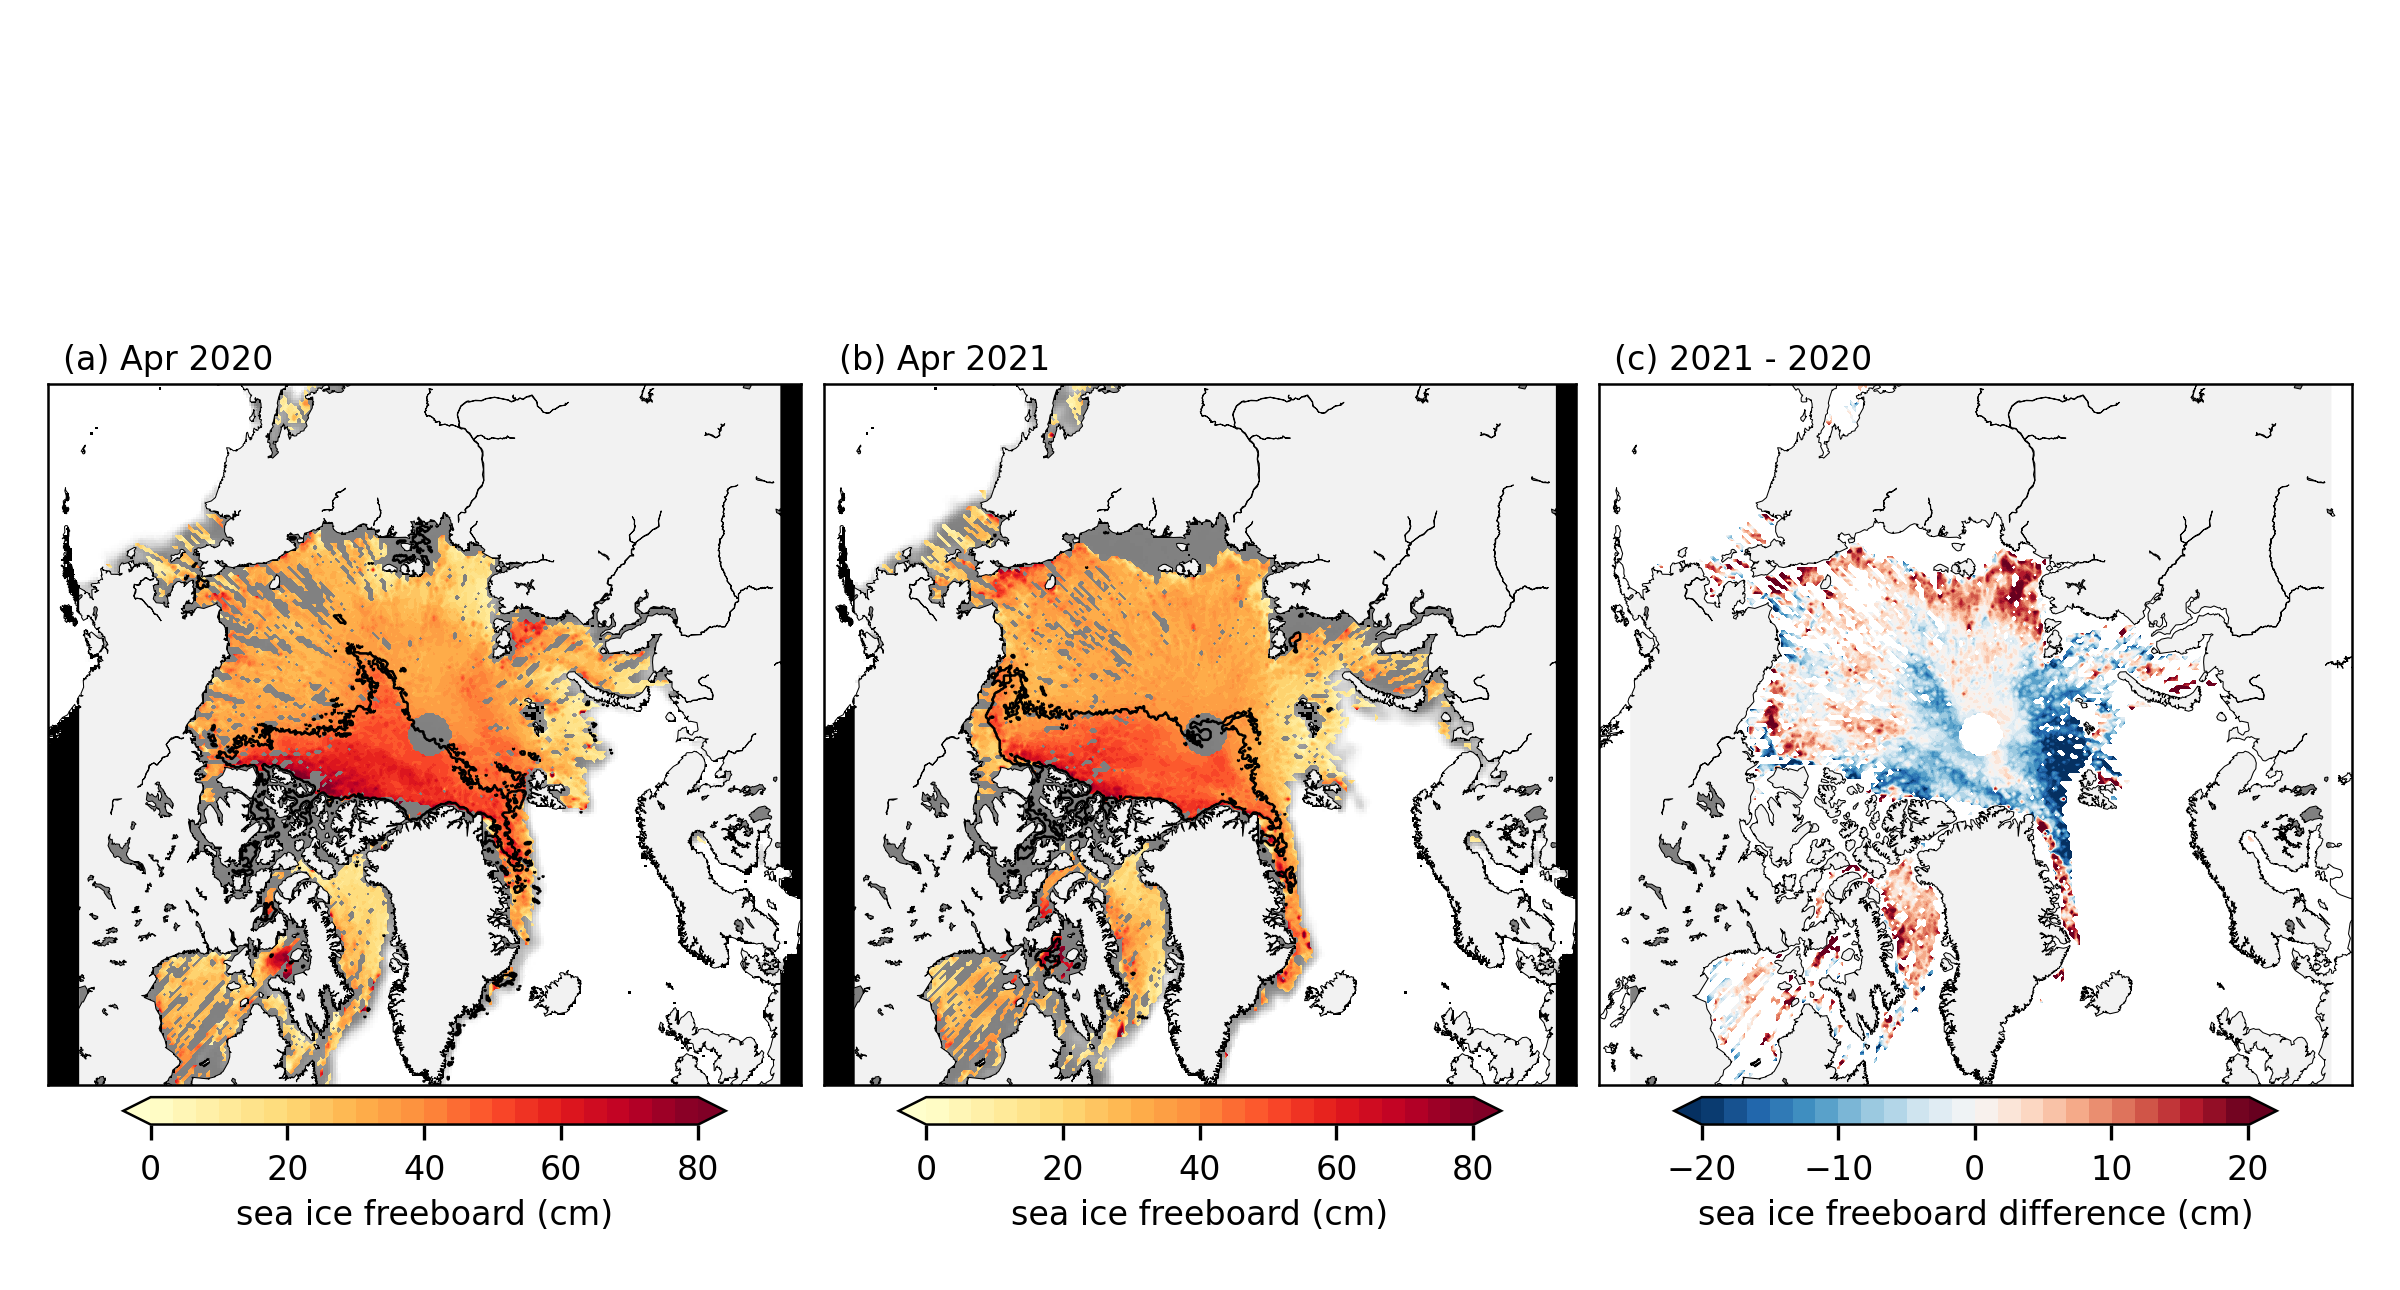 (a) Apr 2020
(b) Apr 2021
(c) 2021 - 2020
0 20 40 60 80
sea ice freeboard (cm)
0 20 40 60 80
sea ice freeboard (cm)
−20 −10 0 10 20
sea ice freeboard difference (cm)